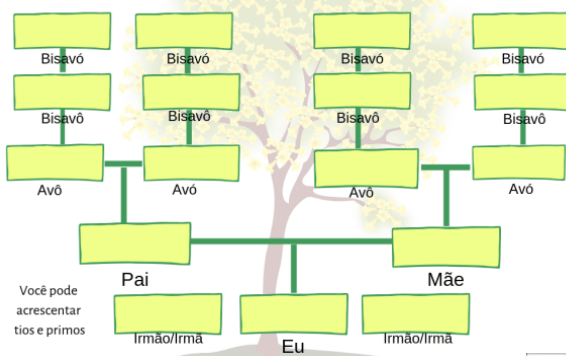 Bisavó Bisavó Bisavó Bisavó
Bisavô Bisavô Bisavô Bisavô
Avô Avó Avô Avó
Pai Mãe
Você pode
acrescentar
tios e primos
Irmão/Irmã Eu Irmão/Irmã